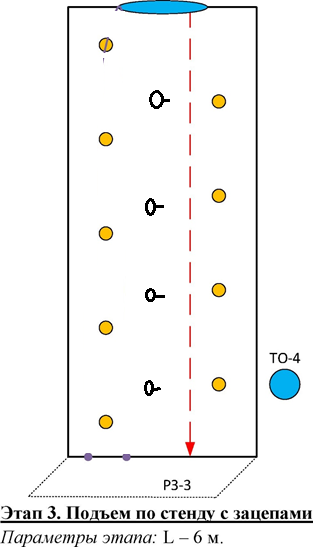 ТО-4
РЗ-3
Этап 3. Подъем по стенду с зацепами
Параметры этапа: L – 6 м.